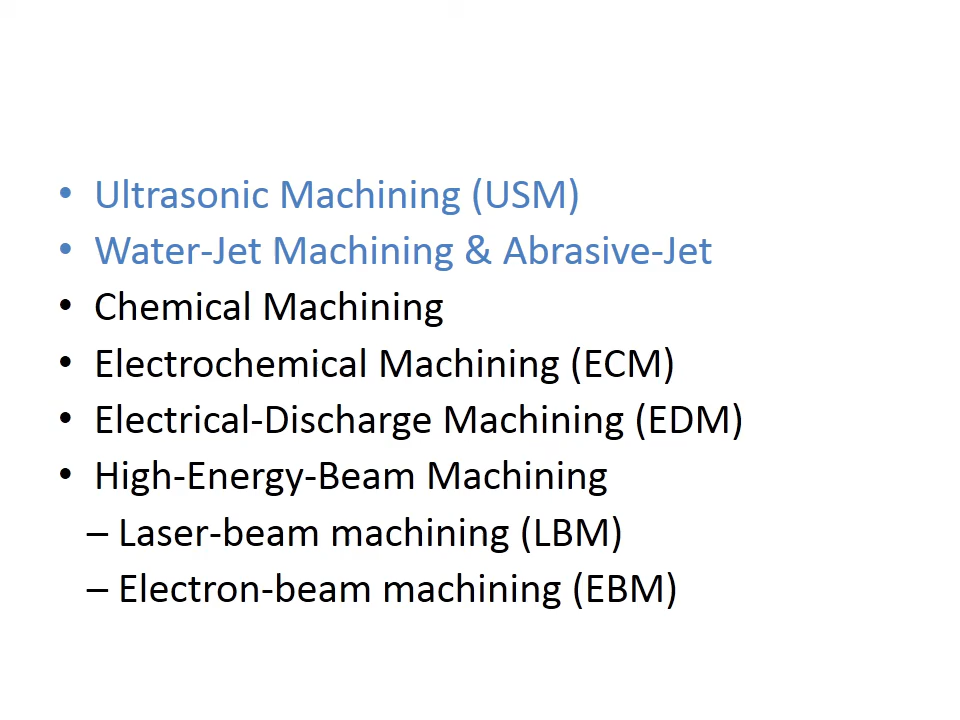 • Ultrasonic Machining (USM)
• Water-Jet Machining & Abrasive-Jet
• Chemical Machining
• Electrochemical Machining (ECM)
• Electrical-Discharge Machining (EDM)
• High-Energy-Beam Machining
– Laser-beam machining (LBM)
– Electron-beam machining (EBM)